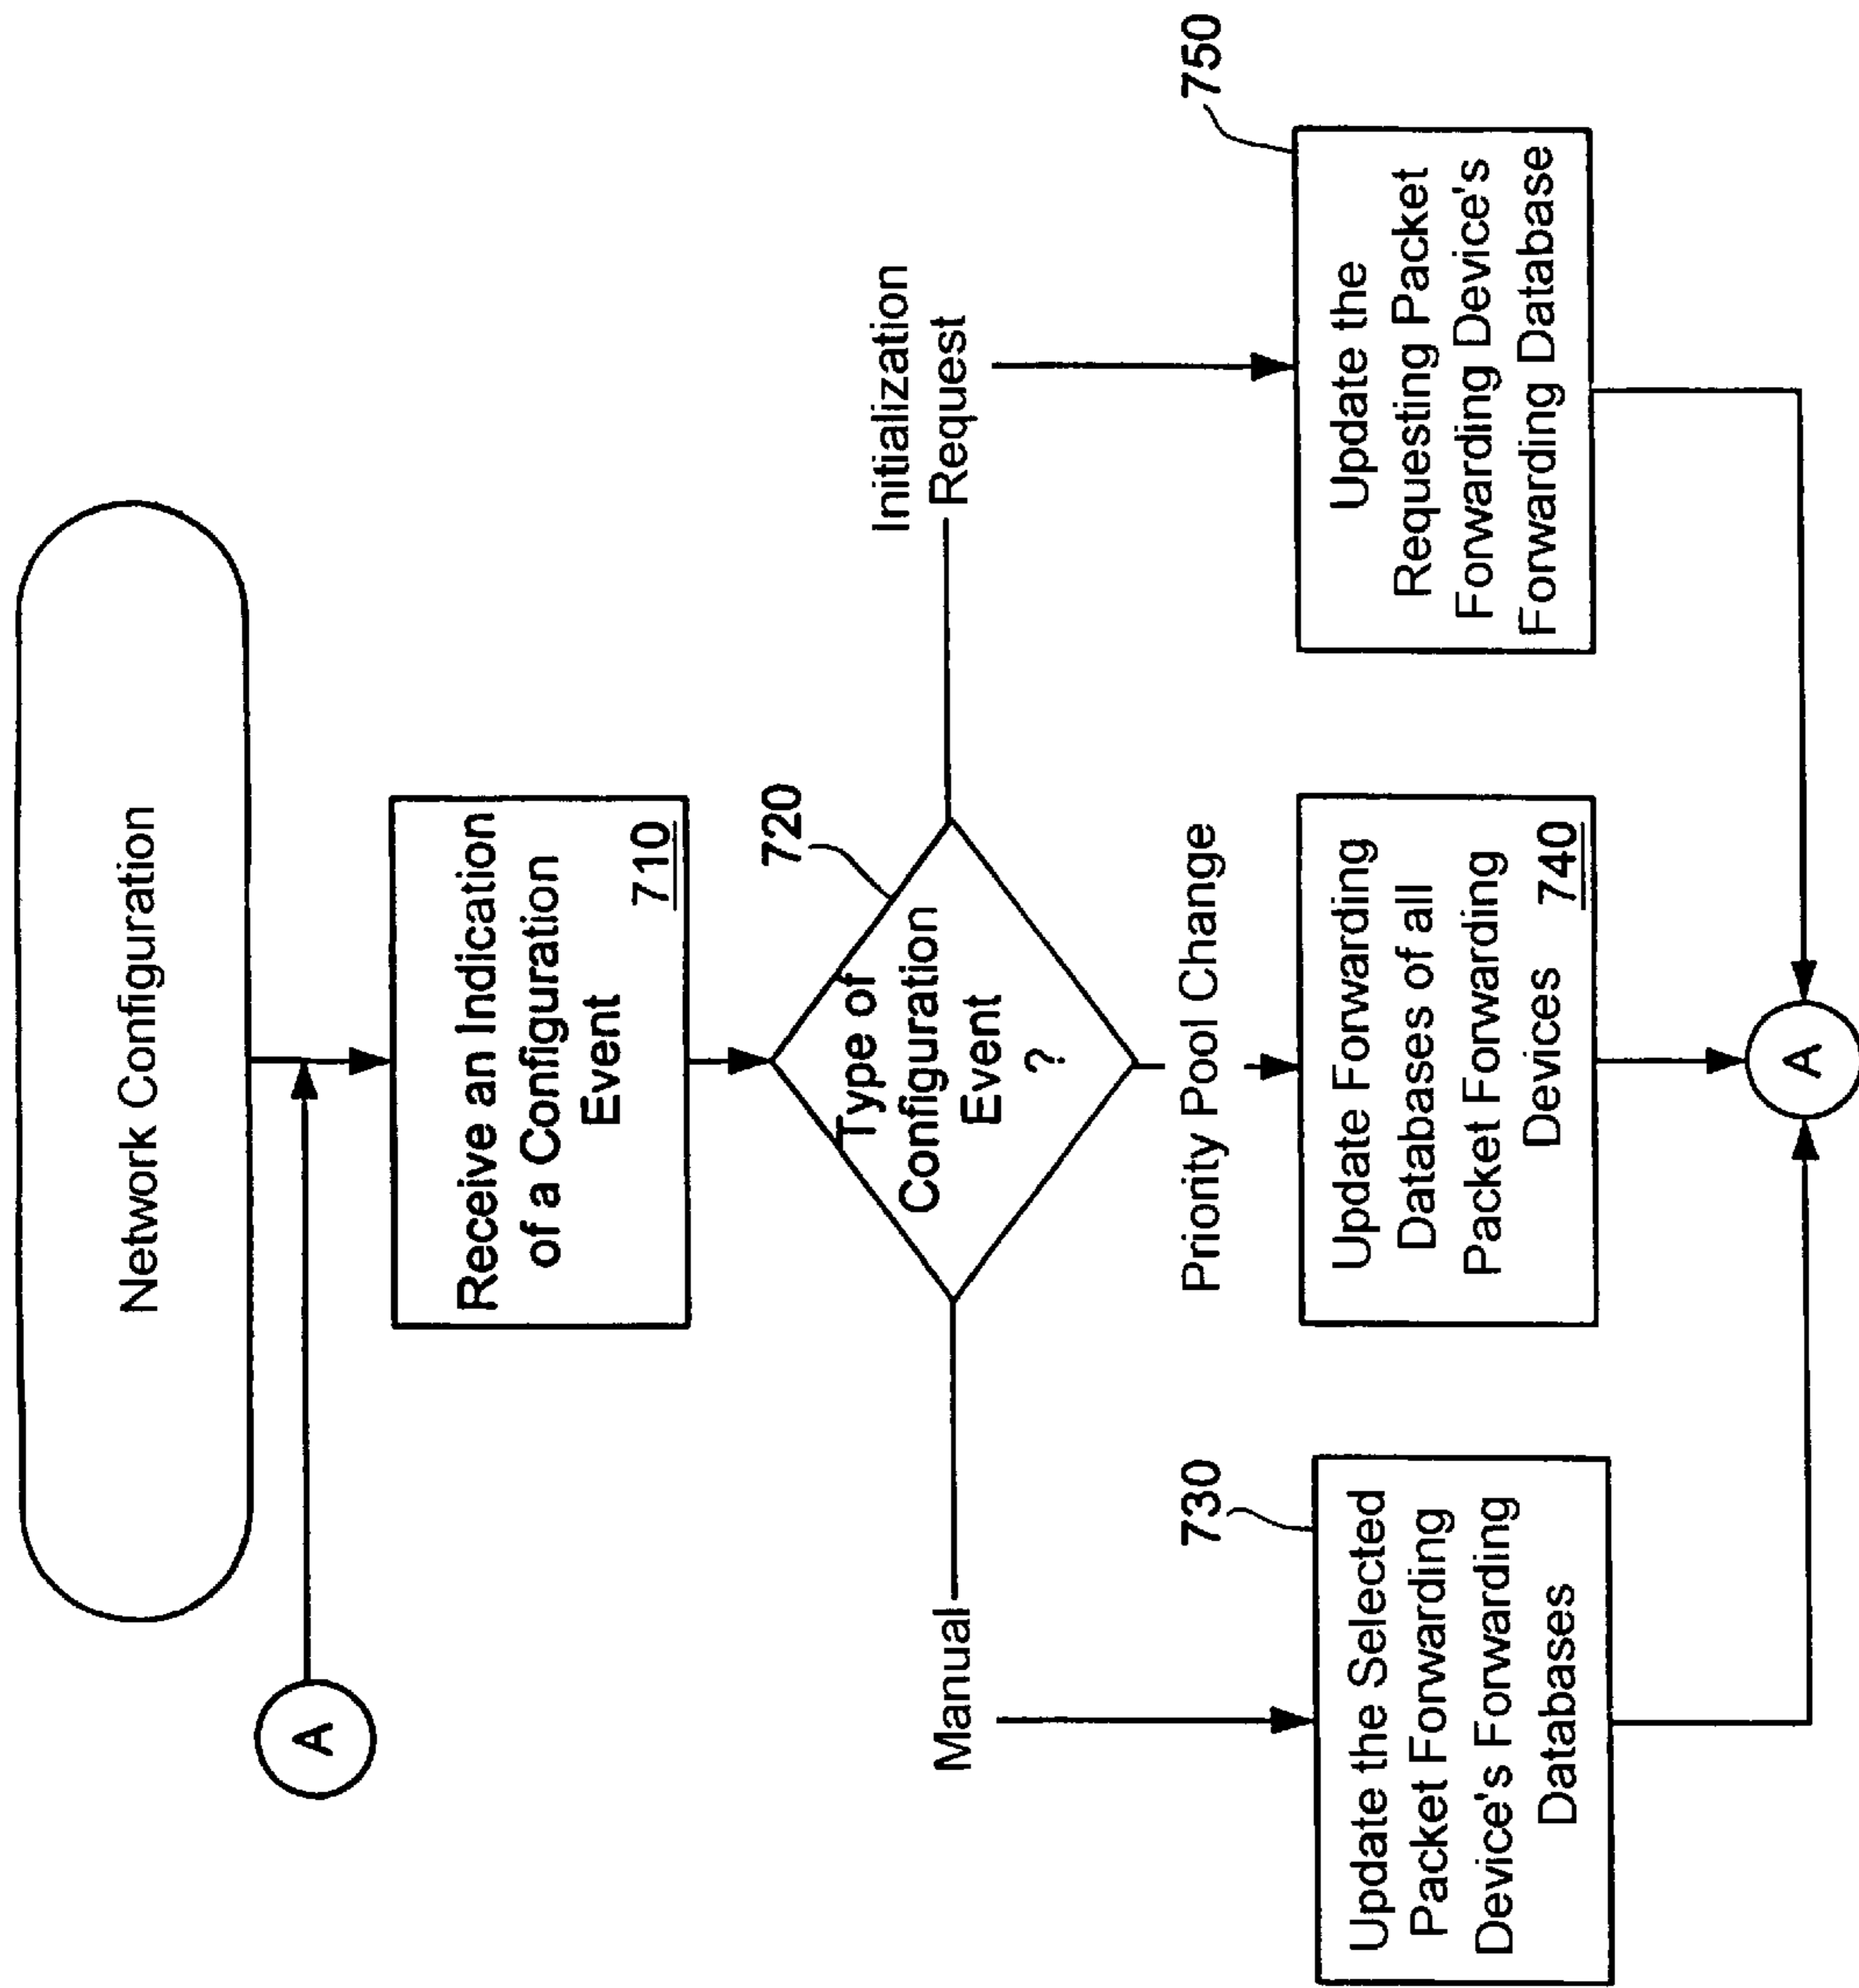 Network Configuration
A
Receive an Indication
of a Configuration
Event
710
720
Type of
Configuration
Event
?
Manual
Initialization
Request
Priority Pool Change
730
Update the Selected
Packet Forwarding
Device's Forwarding
Databases
Update Forwarding
Databases of all
Packet Forwarding
Devices 740
750
Update the
Requesting Packet
Forwarding Device's
Forwarding Database
A